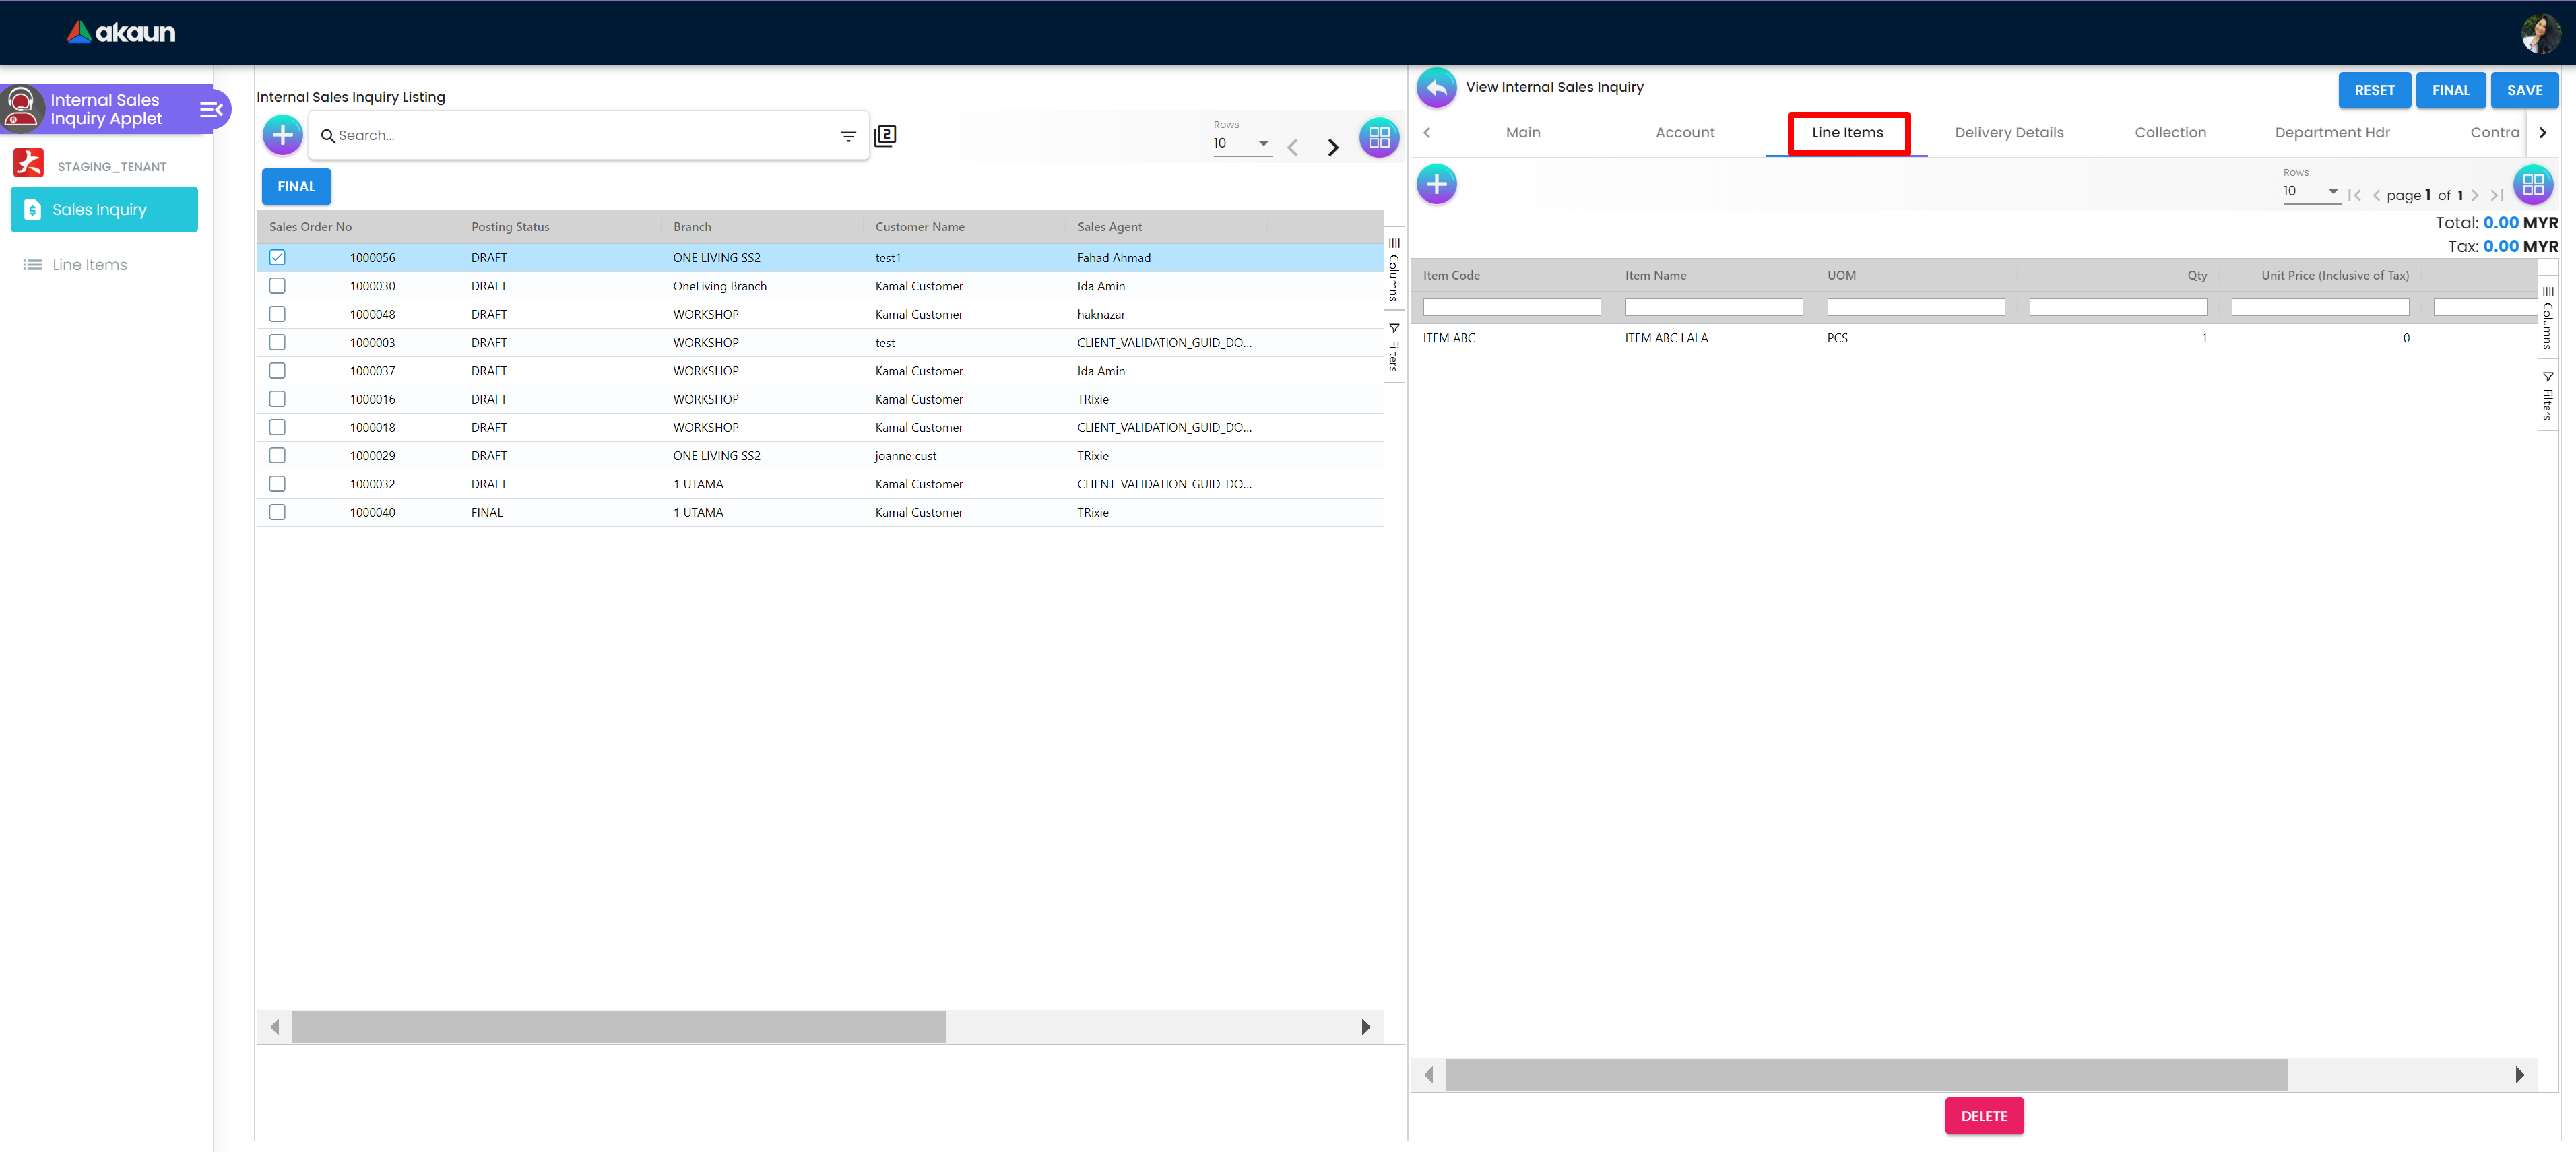 akaun
Internal Sales
Inquiry Applet
STAGING_TENANT
Sales Inquiry
Line Items
Internal Sales Inquiry Listing
Search...
2
Rows
10
FINAL
Sales Order No Posting Status Branch Customer Name Sales Agent
1000056 DRAFT ONE LIVING SS2 test1 Fahad Ahmad
1000030 DRAFT OneLiving Branch Kamal Customer Ida Amin
1000048 DRAFT WORKSHOP Kamal Customer haknazar
1000003 DRAFT WORKSHOP test CLIENT_VALIDATION_GUID_DO...
1000037 DRAFT WORKSHOP Kamal Customer Ida Amin
1000016 DRAFT WORKSHOP Kamal Customer TRixie
1000018 DRAFT WORKSHOP Kamal Customer CLIENT_VALIDATION_GUID_DO...
1000029 DRAFT ONE LIVING SS2 joanne cust TRixie
1000032 DRAFT 1 UTAMA Kamal Customer CLIENT_VALIDATION_GUID_DO...
1000040 FINAL 1 UTAMA Kamal Customer TRixie
Columns
Filters
View Internal Sales Inquiry
RESET FINAL SAVE
Main Account Line Items Delivery Details Collection Department Hdr Contra
Rows
10
page 1 of 1
Total: 0.00 MYR
Tax: 0.00 MYR
Item Code Item Name UOM Qty Unit Price (Inclusive of Tax)
ITEM ABC ITEM ABC LALA PCS 1 0
Columns
Filters
DELETE